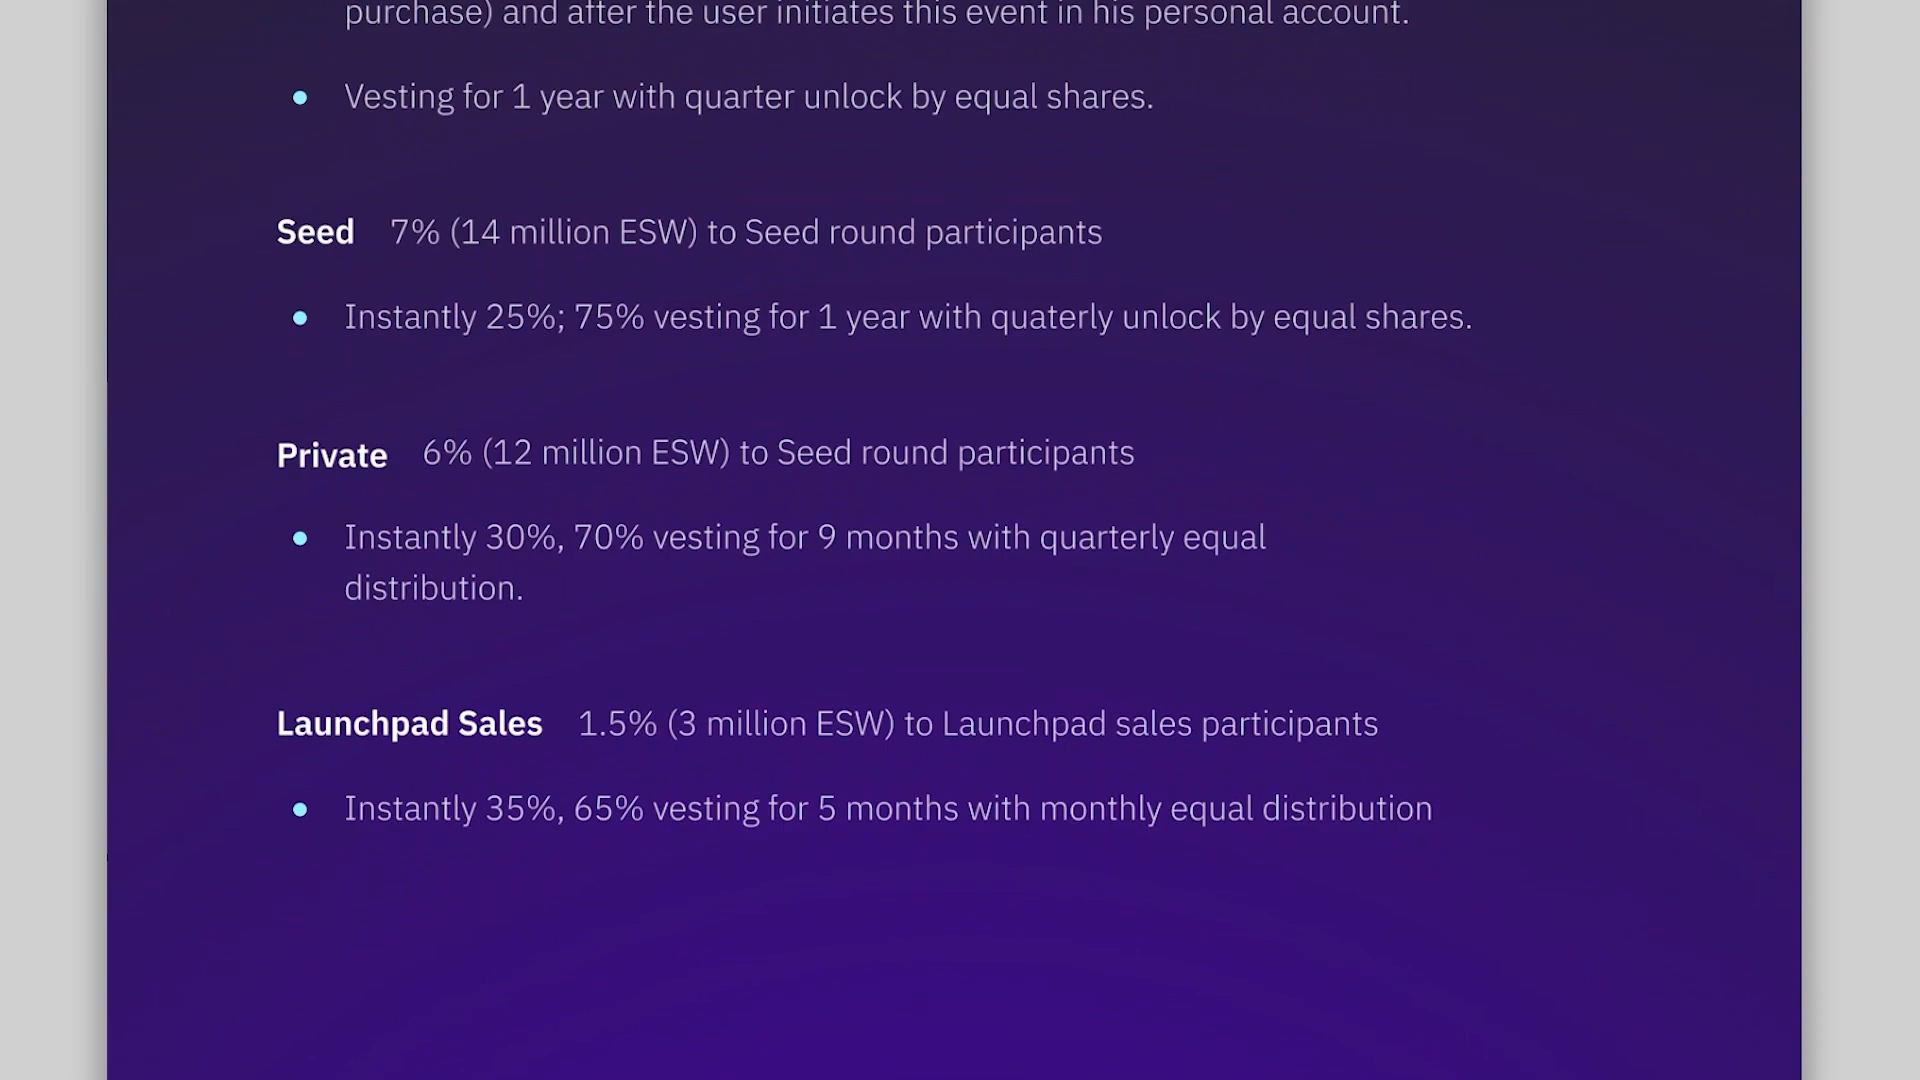 purchase) and after the user initiates this event in his personal account.
Vesting for 1 year with quarter unlock by equal shares.
Seed 7% (14 million ESW) to Seed round participants
Instantly 25%; 75% vesting for 1 year with quaterly unlock by equal shares.
Private 6% (12 million ESW) to Seed round participants
Instantly 30%, 70% vesting for 9 months with quarterly equal
distribution.
Launchpad Sales 1.5% (3 million ESW) to Launchpad sales participants
Instantly 35%, 65% vesting for 5 months with monthly equal distribution